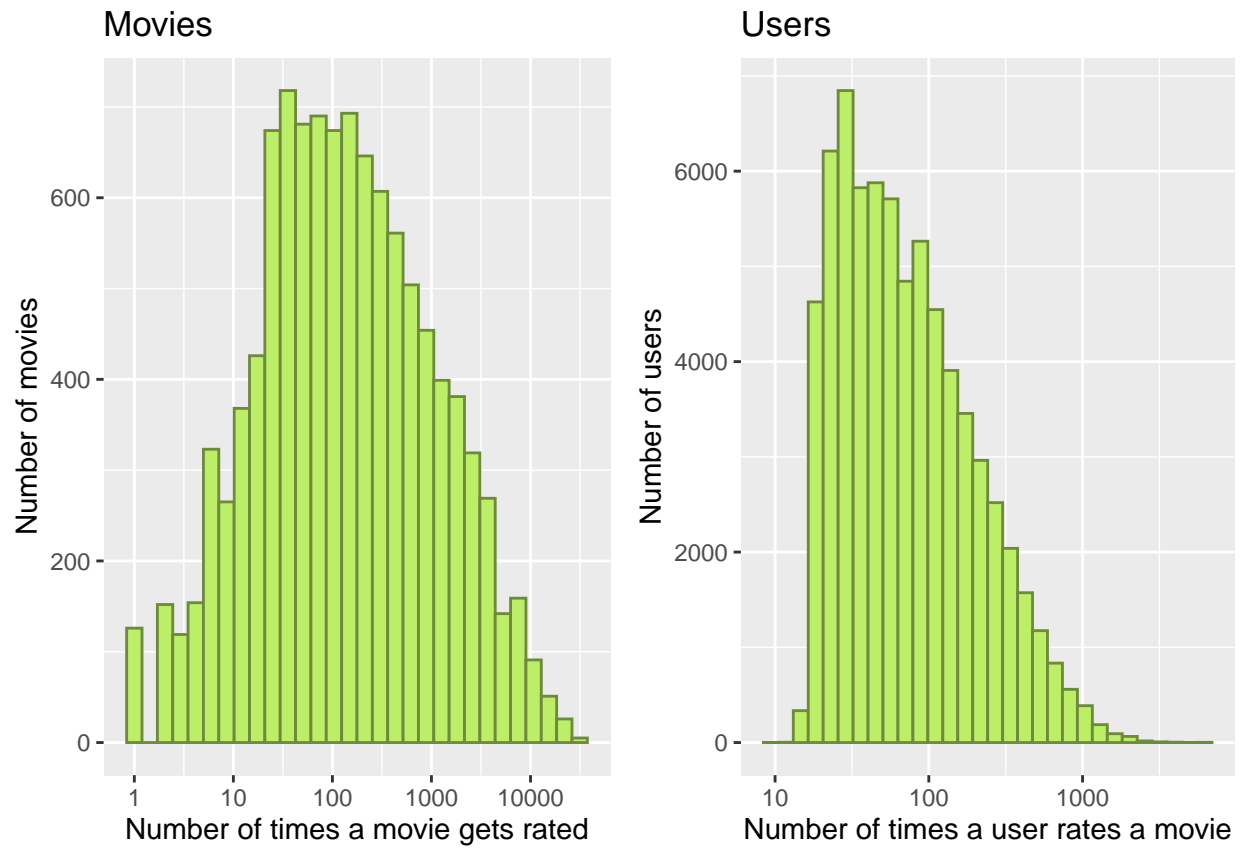 Movies
Number of movies
600
400
200
0
1 10 100 1000 10000
Number of times a movie gets rated
Users
Number of users
6000
4000
2000
0
10 100 1000
Number of times a user rates a movie